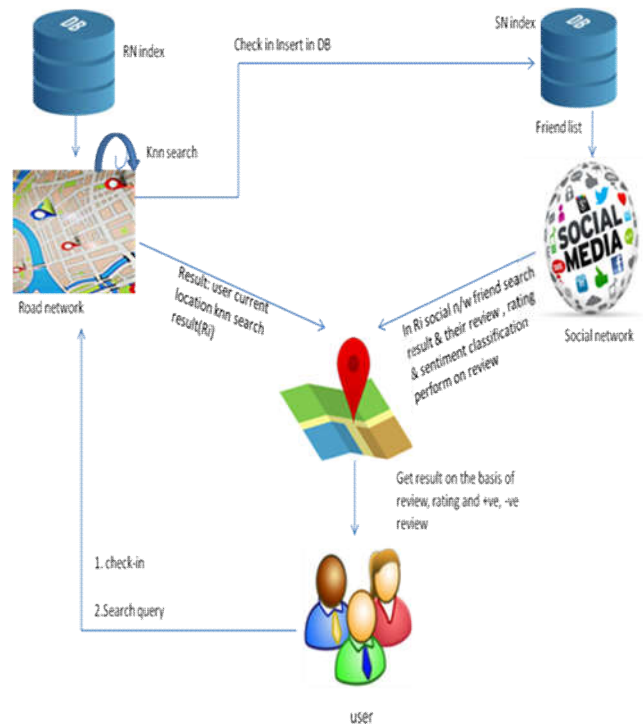 DB
RN index
Check in Insert in DB
SN index
DB
Friend list
Knn search
SOCIAL
MEDIA
Road network
Result: user current
location knn search
result(Ri)
In Ri social n/w friend search
result & their review , rating
& sentiment classification
perform on review
Social network
Get result on the basis of
review, rating and +ve, -ve
review
1. check-in
2.Search query
user